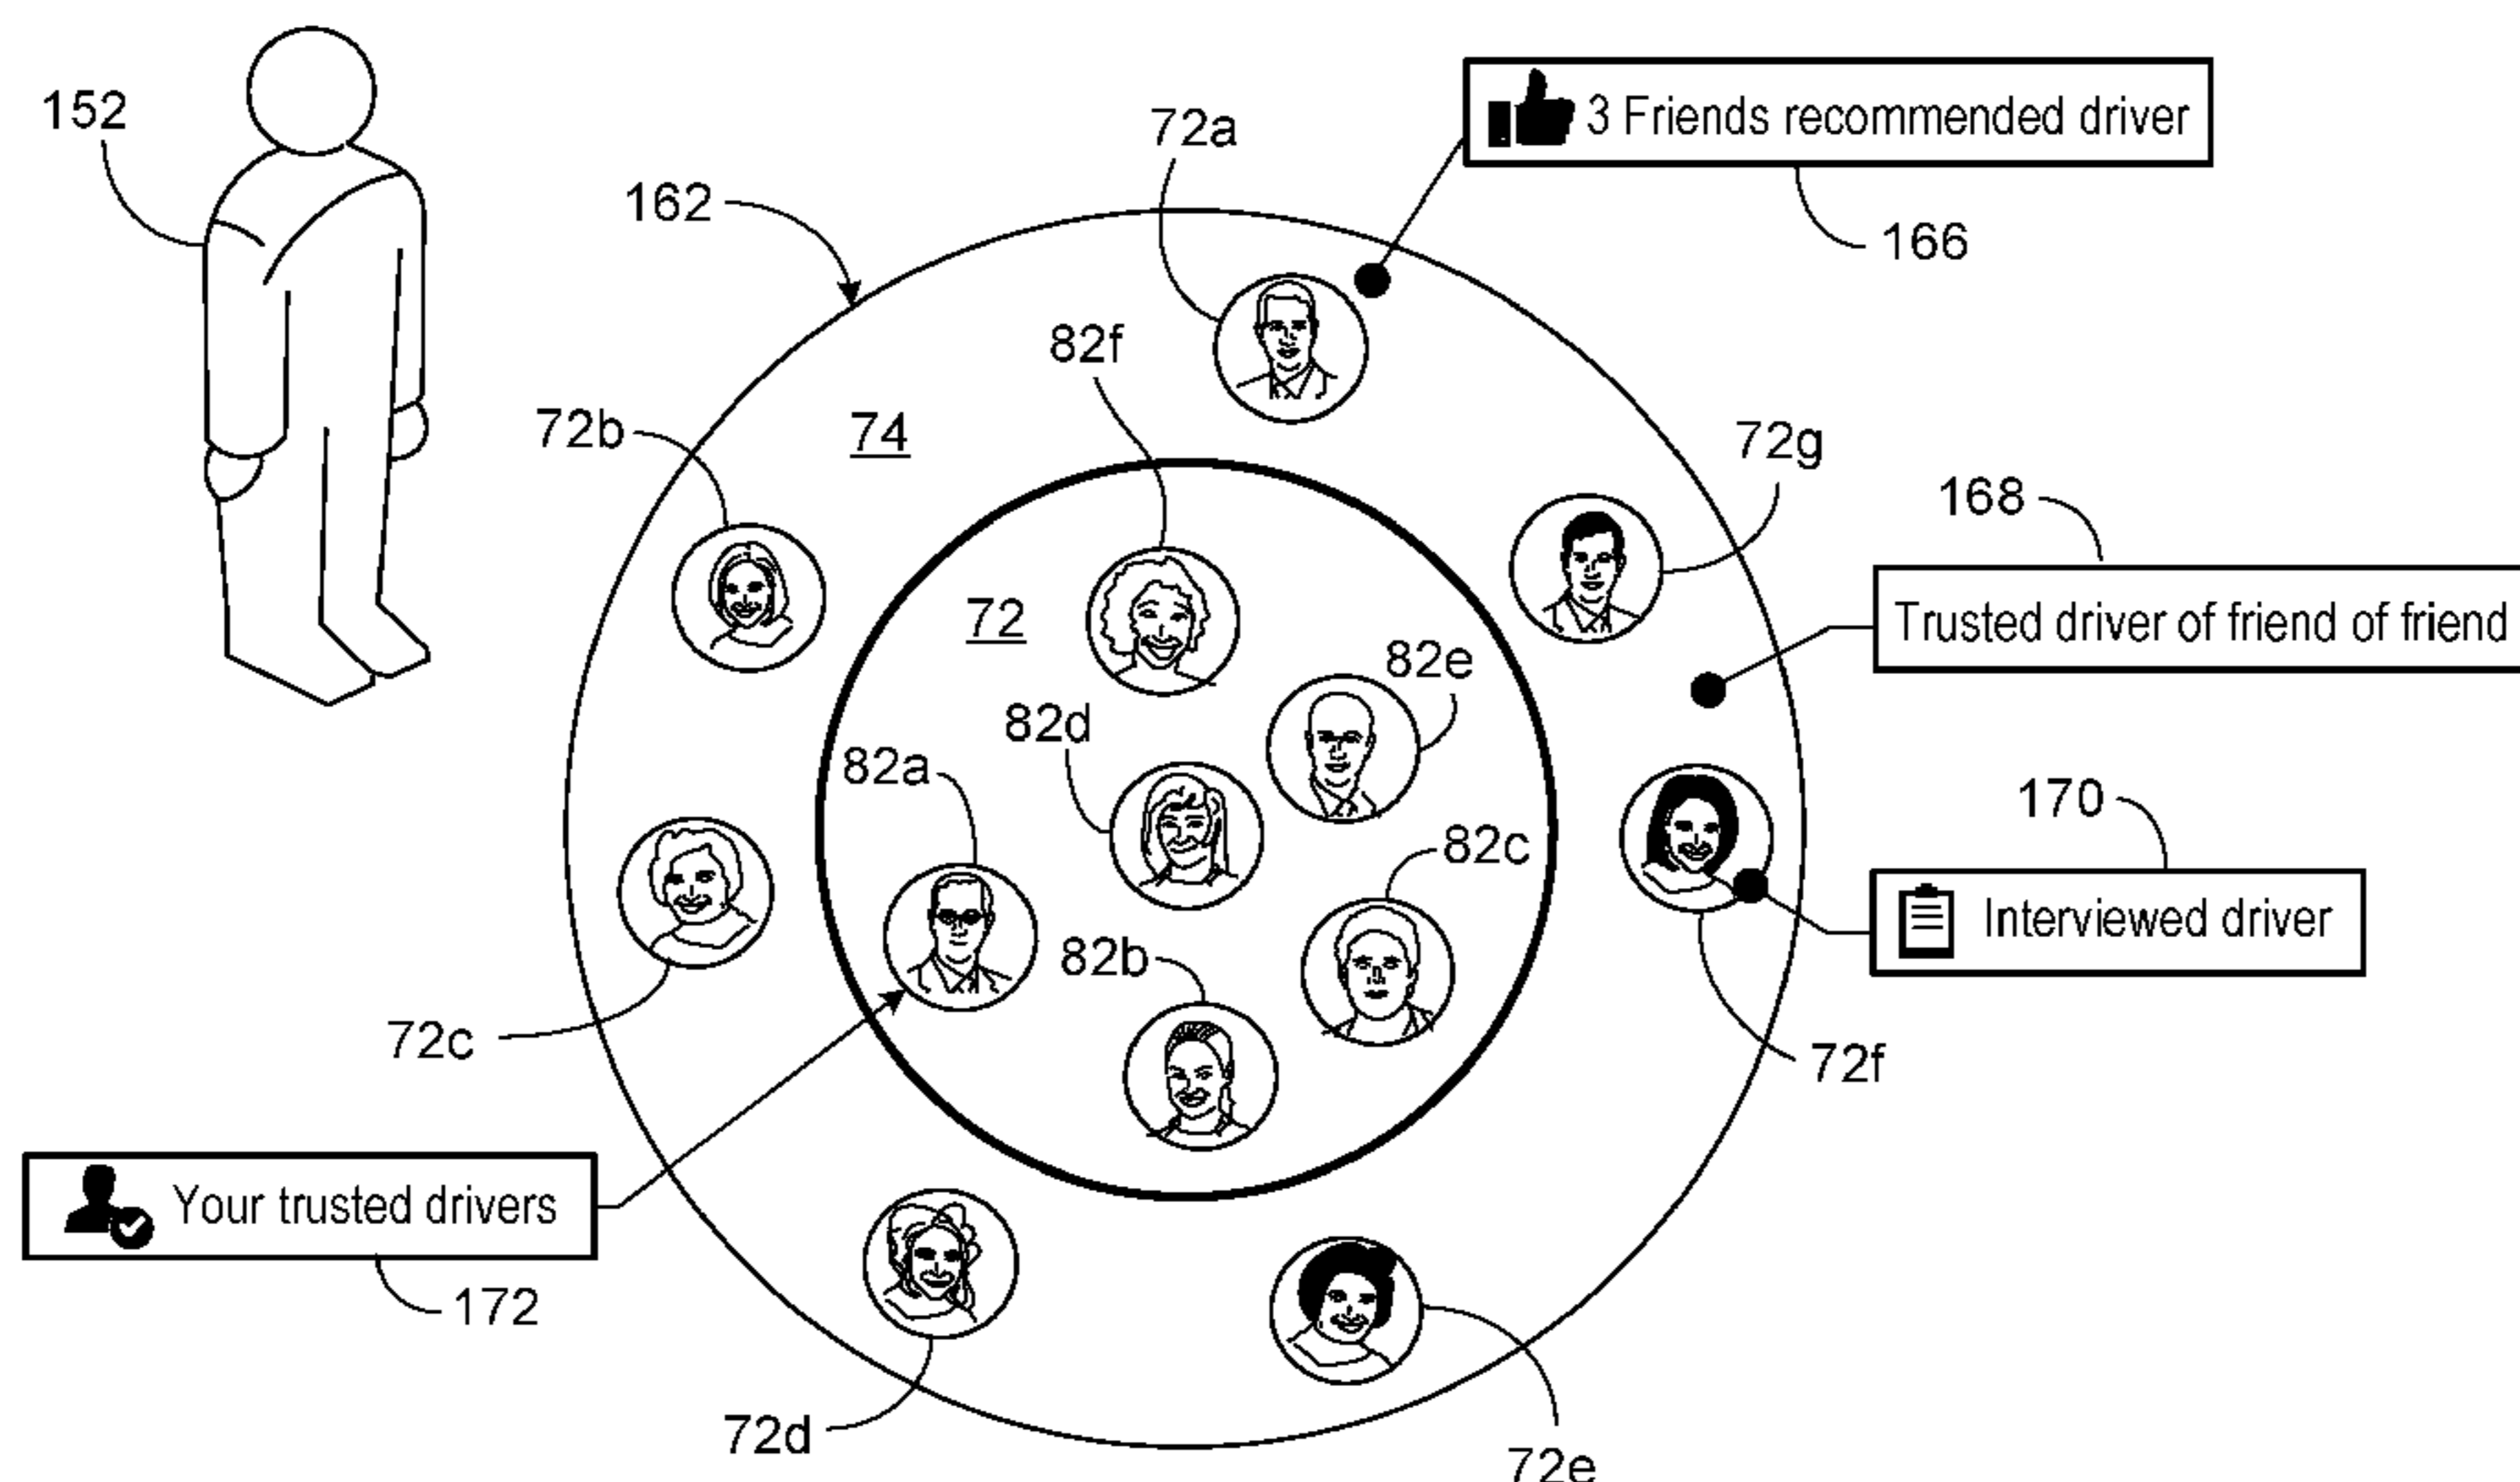 3 Friends recommended driver
152
72a
162
166
82f
72b
74
72g
168
72
Trusted driver of friend of friend
82e
82d
82a
170
82c
Interviewed driver
82b
72c
72f
Your trusted drivers
172
72d
72e